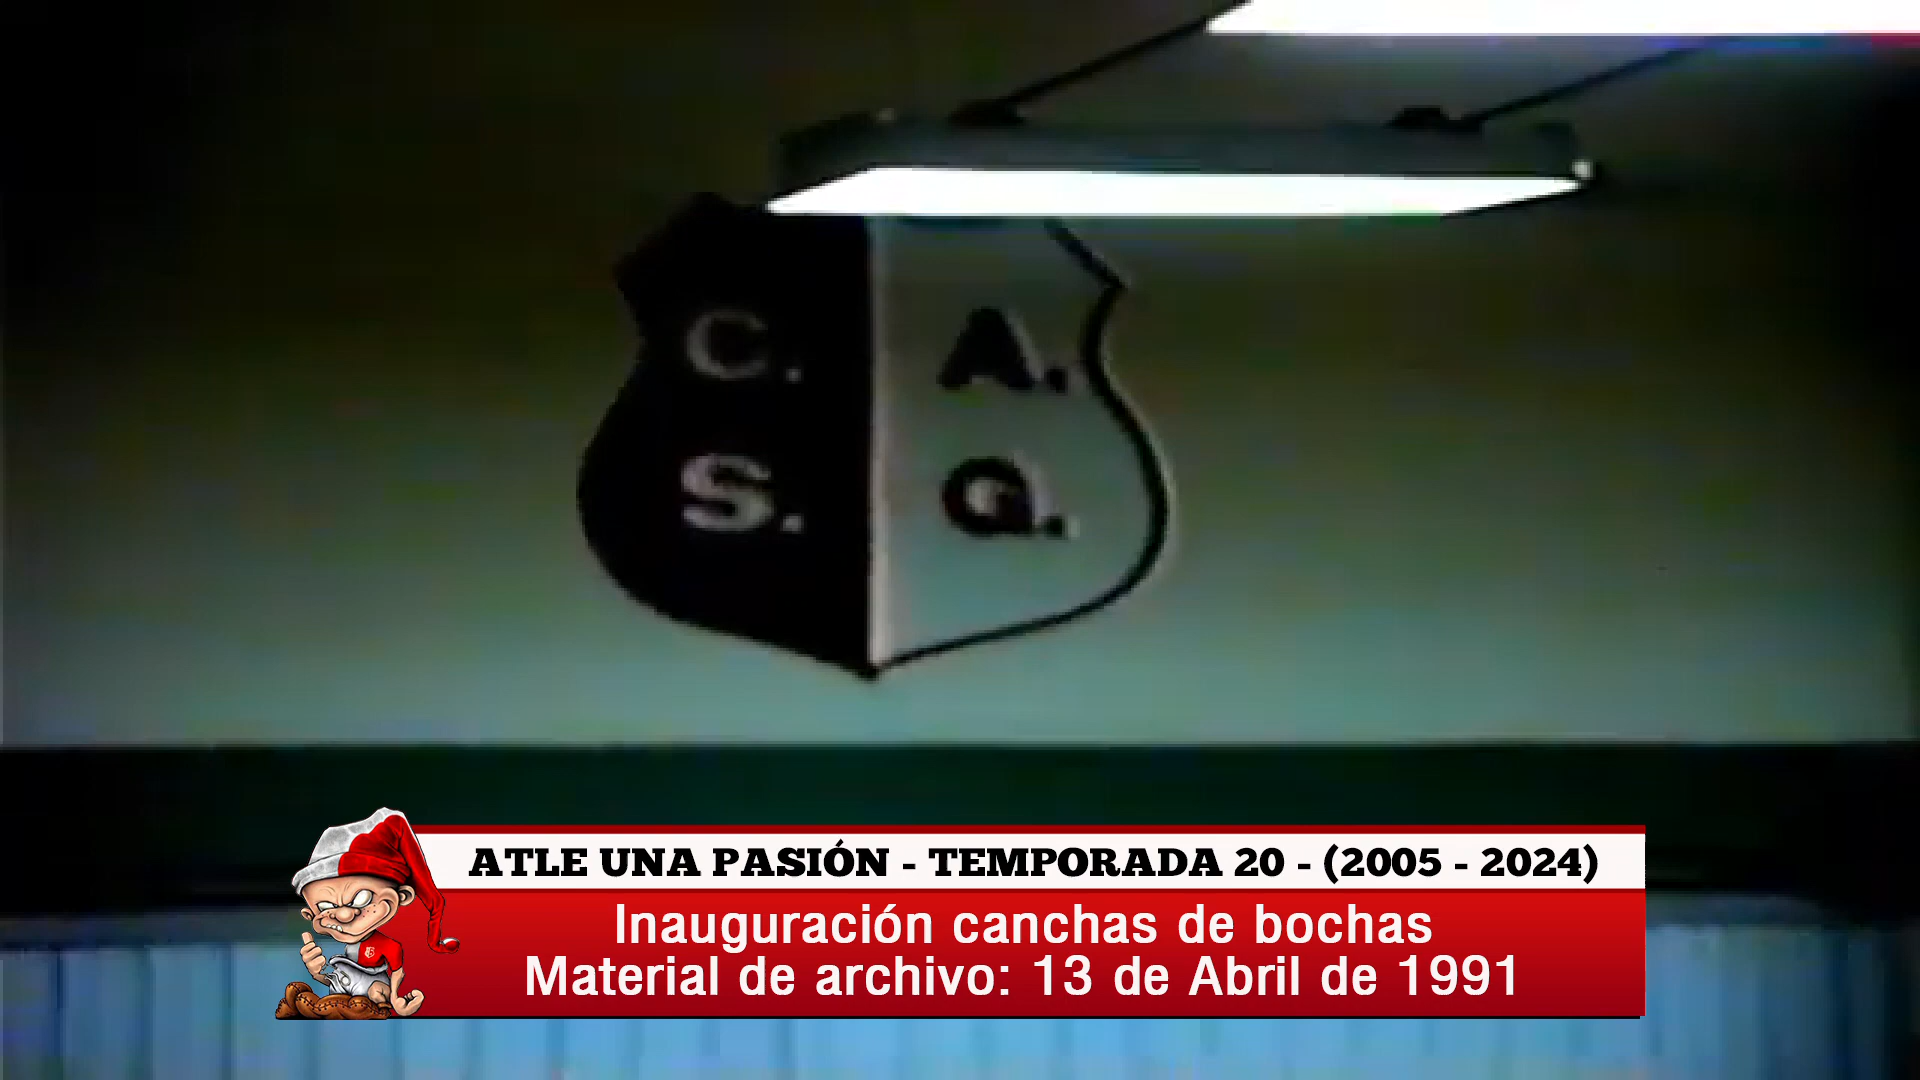 C. A.
S. G.
ATLE UNA PASIÓN - TEMPORADA 20 - (2005 - 2024)
Inauguración canchas de bochas
Material de archivo: 13 de Abril de 1991